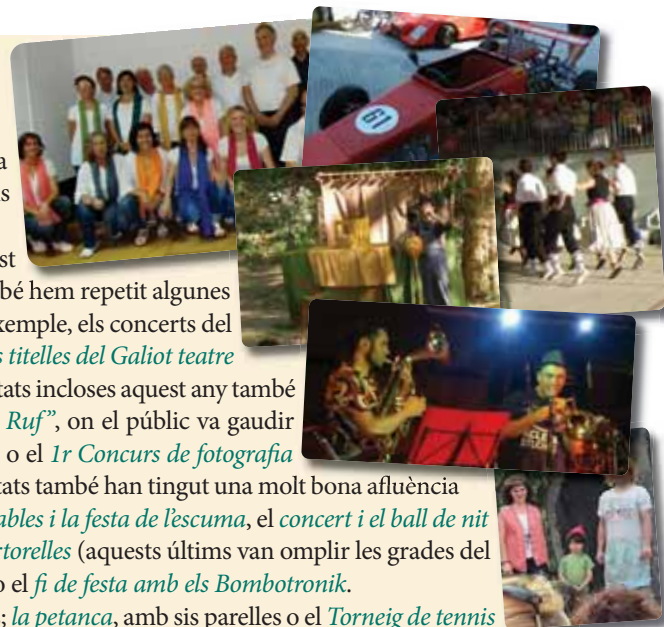 a
s
st
bé hem repetit algunes
xemple, els concerts del
s titelles del Galiot teatre
tats incloses aquest any també
Ruf”, on el públic va gaudir
o el 1r Concurs de fotografia
tats també han tingut una molt bona afluència
ables i la festa de l’escuma, el concert i el ball de nit
rtorelles (aquests últims van omplir les grades del
o el fi de festa amb els Bombotronik.
; la petanca, amb sis parelles o el Torneig de tennis
61